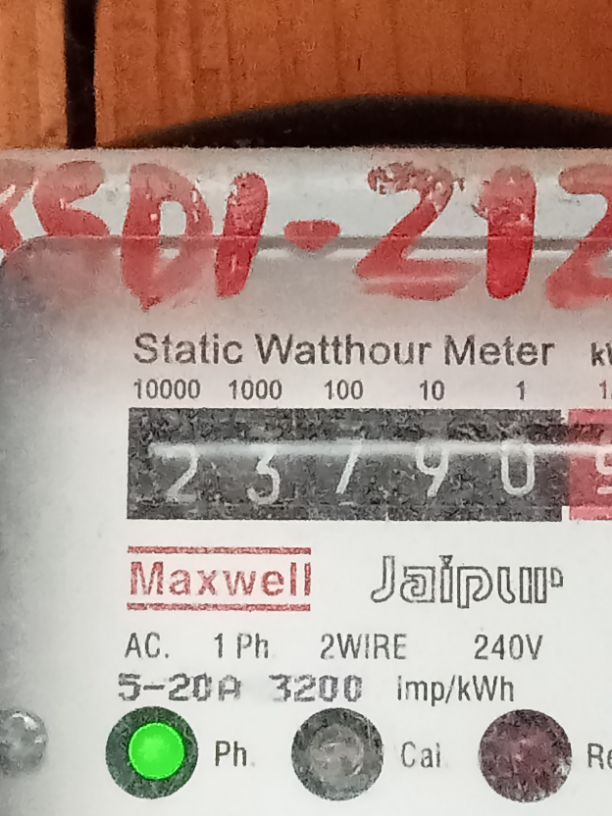 SDI-212
Static Watthour Meter
10000 1000 100 10 1
2 3 7 9 0
Maxwell Jaipur
AC. 1 Ph 2WIRE 240V
5-20A 3200 imp/kWh
Ph. Cal